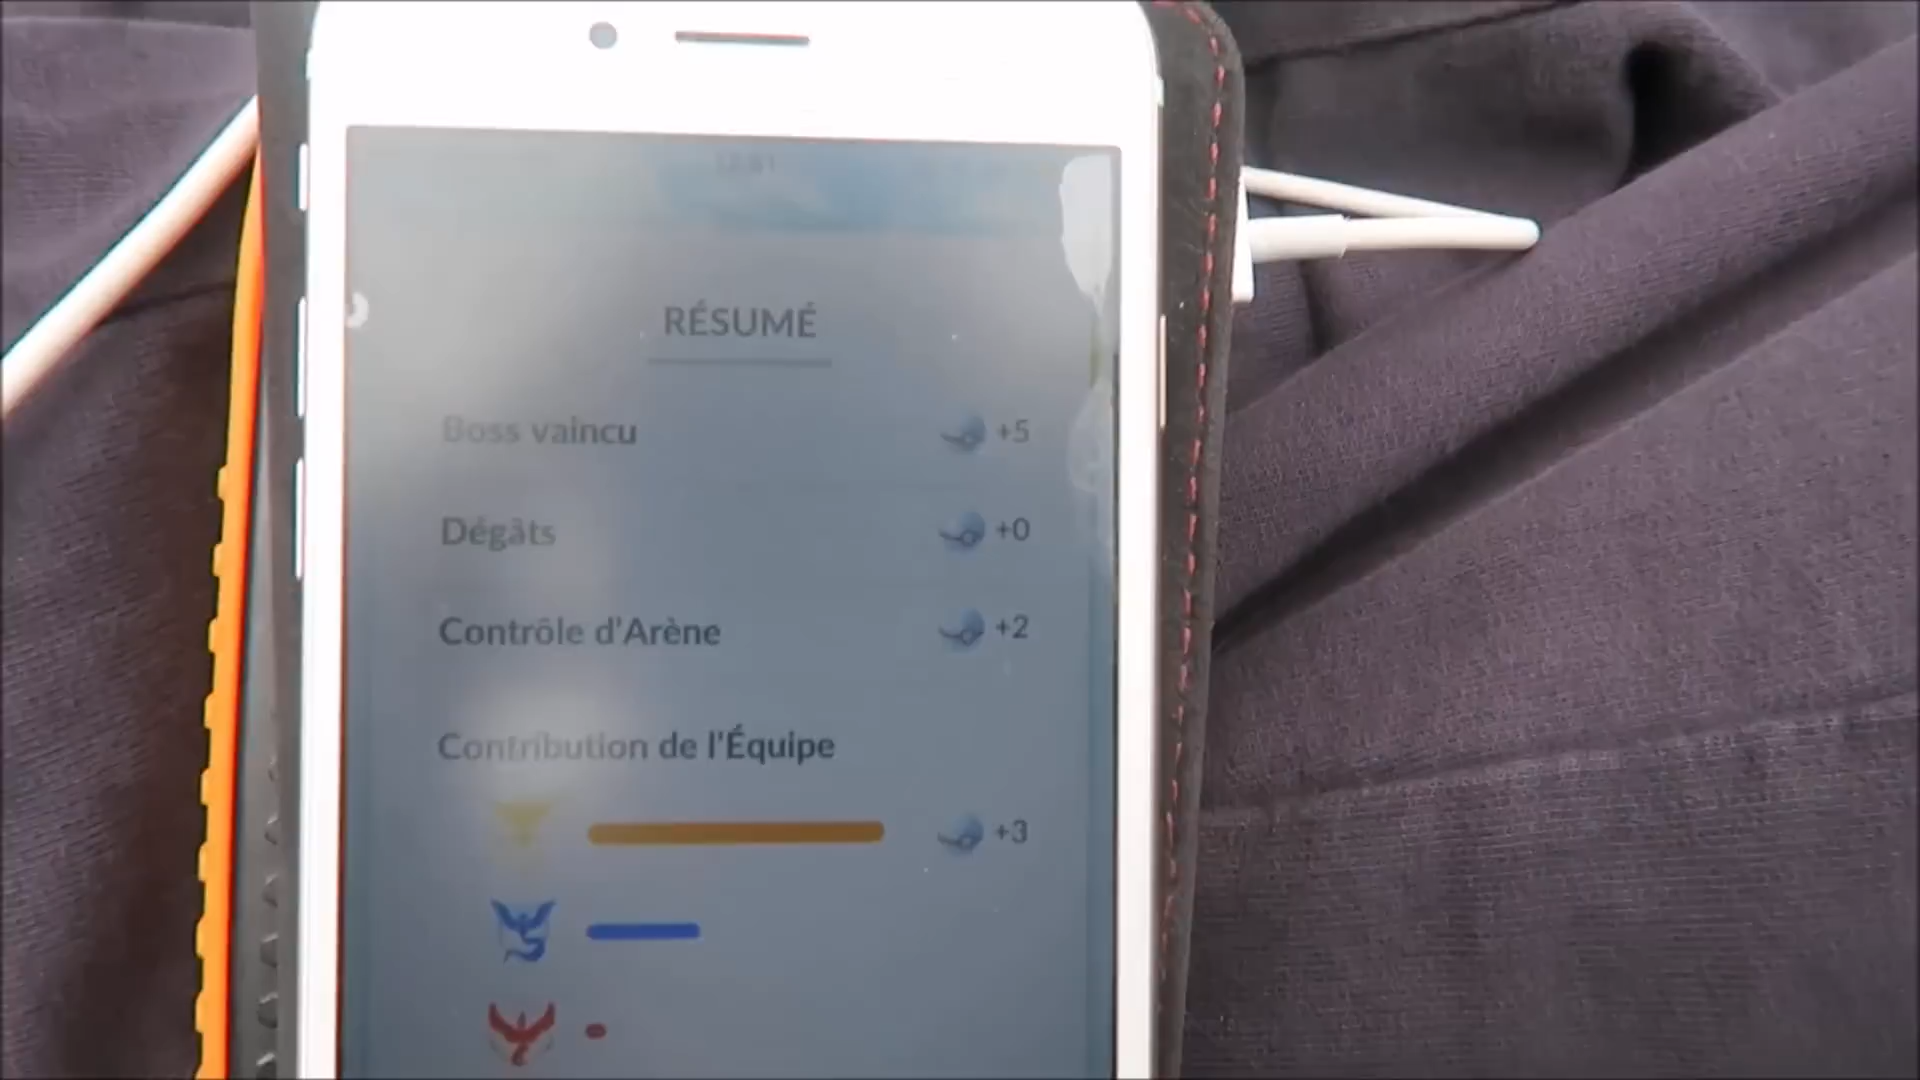 RÉSUMÉ
Boss vaincu +5
Dégâts +0
Contrôle d'Arène +2
Contribution de l'Équipe
+3